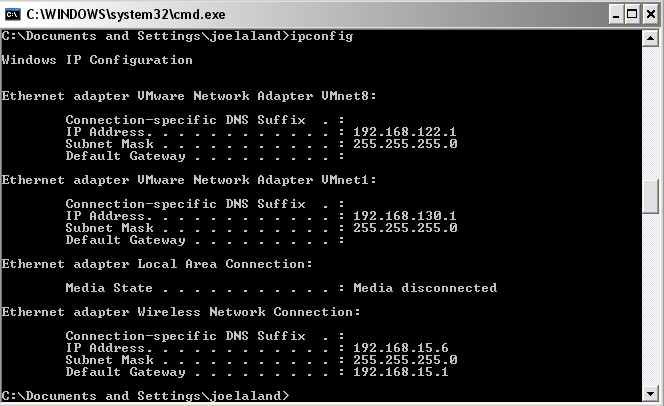 C:\WINDOWS\system32\cmd.exe
C:\Documents and Settings\joelaland>ipconfig
Windows IP Configuration
Ethernet adapter VMware Network Adapter VMnet8:
Connection-specific DNS Suffix  . :
IP Address. . . . . . . . . . . . : 192.168.122.1
Subnet Mask . . . . . . . . . . . : 255.255.255.0
Default Gateway . . . . . . . . . :
Ethernet adapter VMware Network Adapter VMnet1:
Connection-specific DNS Suffix  . :
IP Address. . . . . . . . . . . . : 192.168.130.1
Subnet Mask . . . . . . . . . . . : 255.255.255.0
Default Gateway . . . . . . . . . :
Ethernet adapter Local Area Connection:
Media State . . . . . . . . . . . : Media disconnected
Ethernet adapter Wireless Network Connection:
Connection-specific DNS Suffix  . :
IP Address. . . . . . . . . . . . : 192.168.15.6
Subnet Mask . . . . . . . . . . . : 255.255.255.0
Default Gateway . . . . . . . . . : 192.168.15.1
C:\Documents and Settings\joelaland>